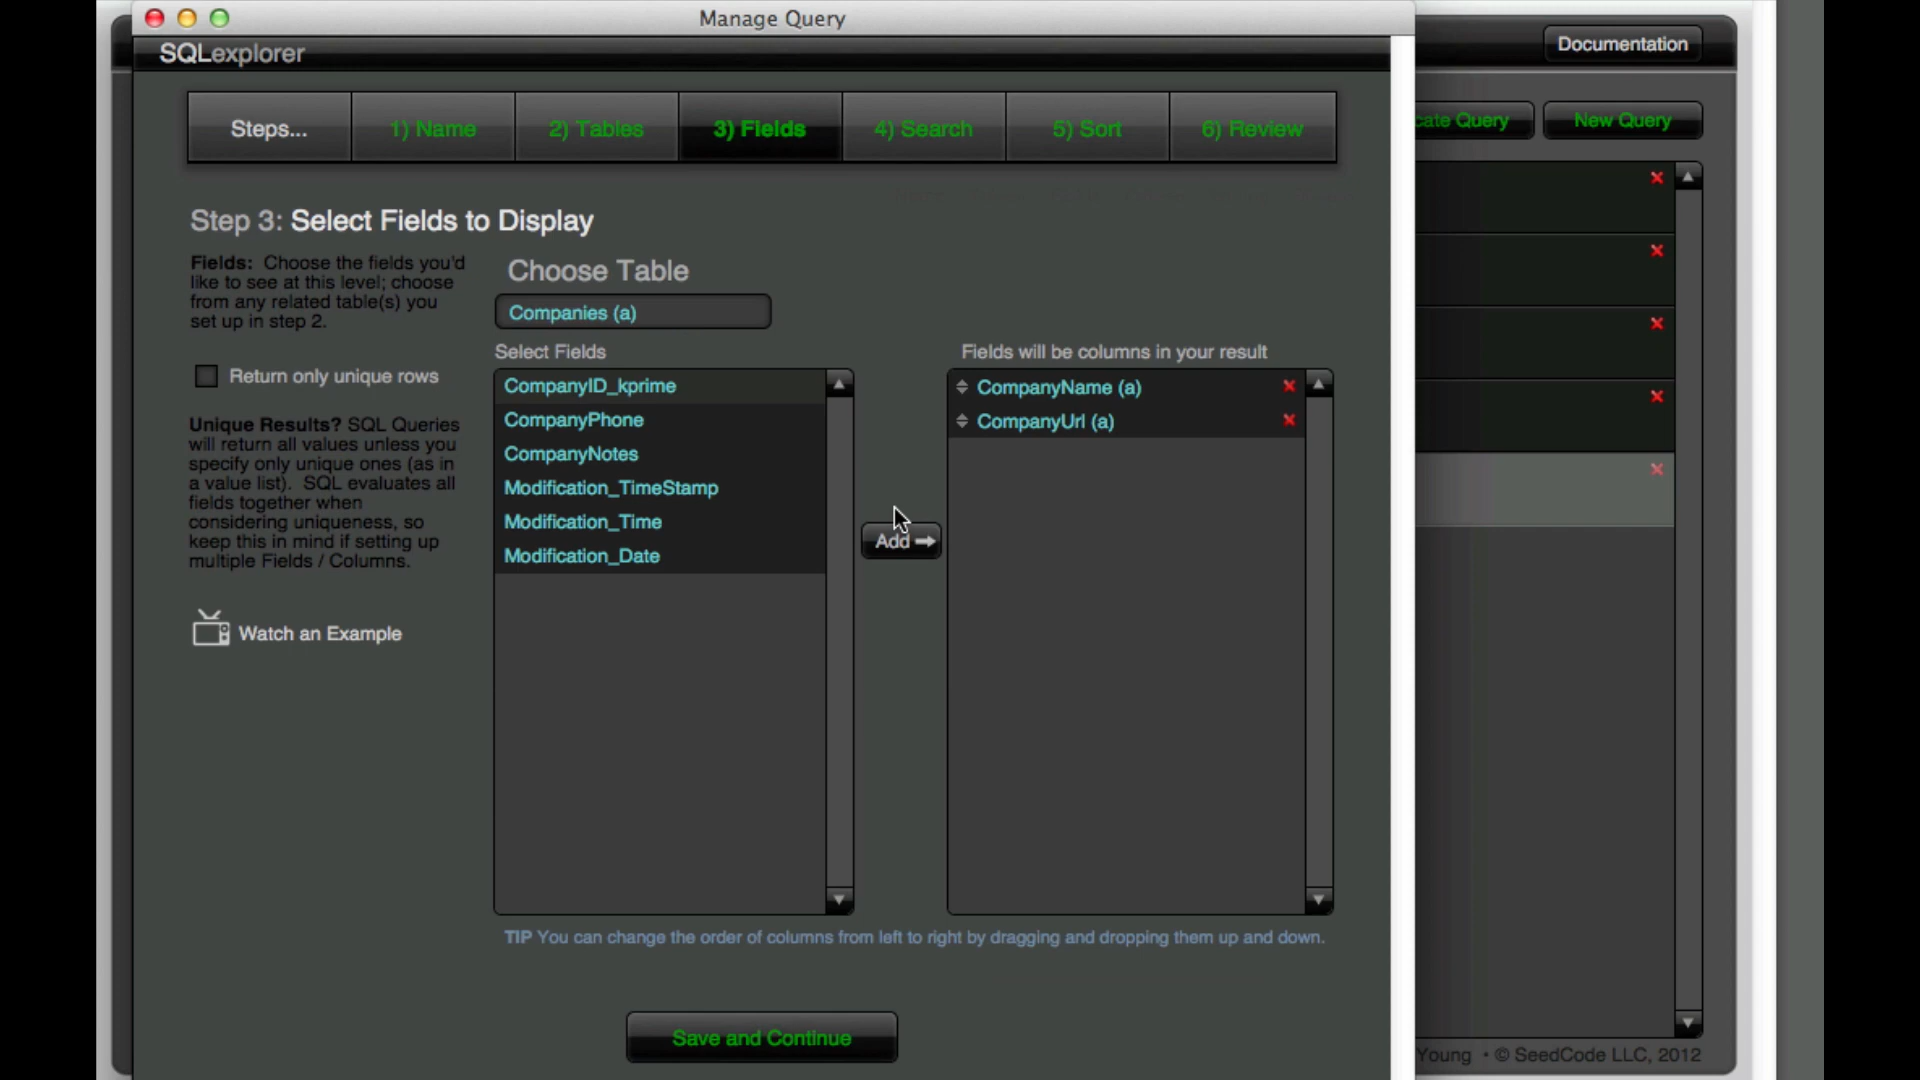 Manage Query
SQLexplorer
Documentation
Steps...
1) Name
2) Tables
3) Fields
4) Search
5) Sort
6) Review
cate Query
New Query
Step 3: Select Fields to Display
Fields: Choose the fields you'd
like to see at this level; choose
from any related table(s) you
set up in step 2.
Return only unique rows
Unique Results? SQL Queries
will return all values unless you
specify only unique ones (as in
a value list). SQL evaluates all
fields together when
considering uniqueness, so
keep this in mind if setting up
multiple Fields / Columns.
Watch an Example
Choose Table
Companies (a)
Select Fields
CompanyID_kprime
CompanyPhone
CompanyNotes
Modification_TimeStamp
Modification_Time
Modification_Date
Add
Fields will be columns in your result
CompanyName (a)
CompanyUrl (a)
TIP You can change the order of columns from left to right by dragging and dropping them up and down.
Save and Continue
Young • © SeedCode LLC, 2012